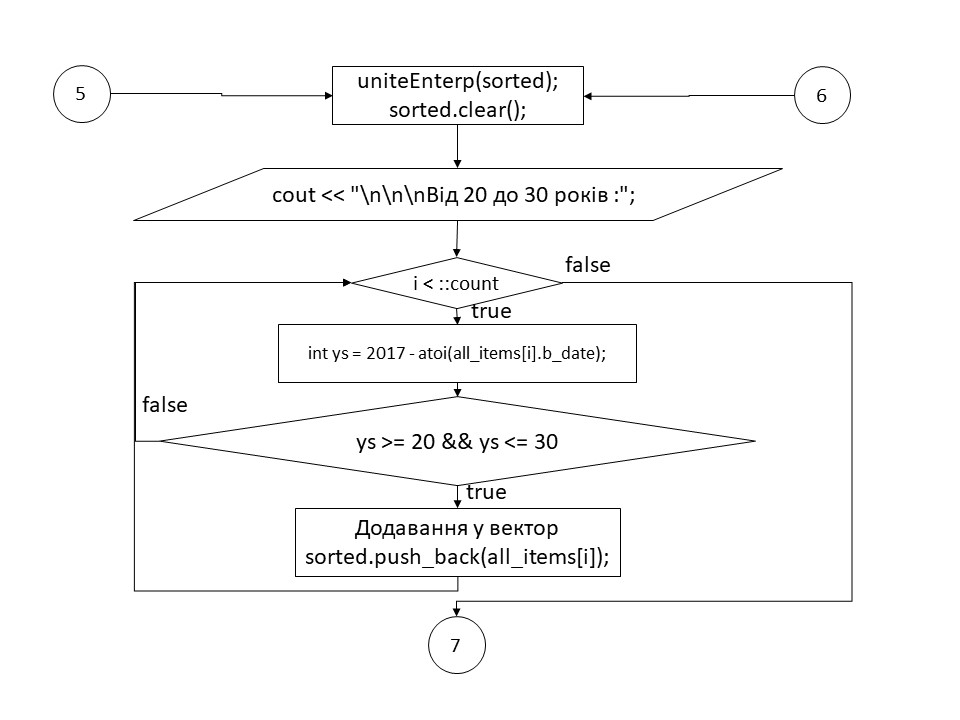 5
uniteEnterp(sorted);
sorted.clear();
6
cout << "\n\n\nВід 20 до 30 років :";
false
i < ::count
true
int ys = 2017 - atoi(all_items[i].b_date);
false
ys >= 20 && ys <= 30
true
Додавання у вектор
sorted.push_back(all_items[i]);
7